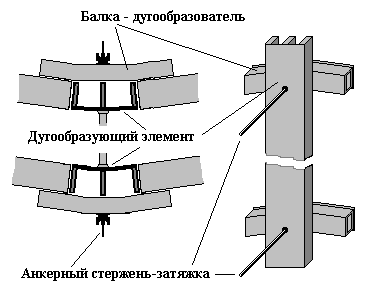 Балка - дугообразователь
Дугообразующий элемент
Анкерный стержень-затяжка